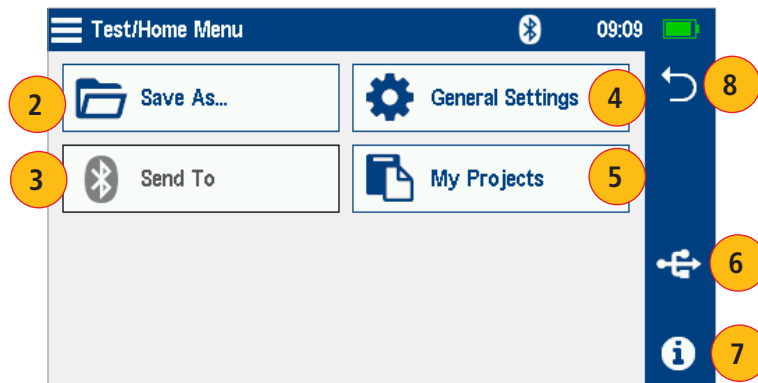 Test/Home Menu 09:09
2 Save As... General Settings 4 8
3 Send To My Projects 5
6
7